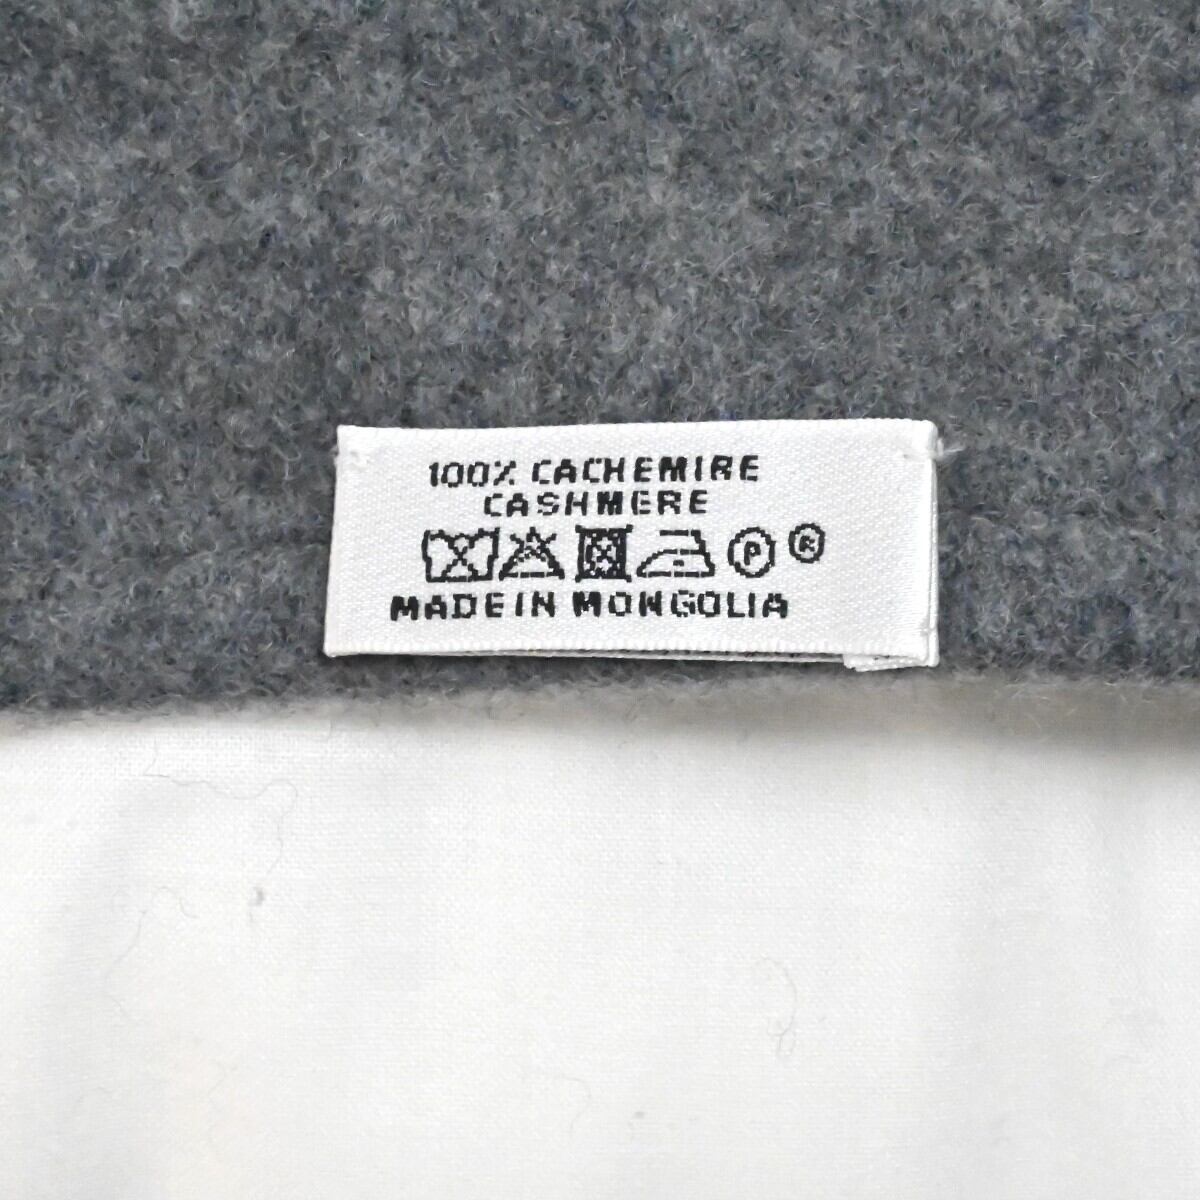 100% CACHEMIRE
CASHMERE
P ®
MADE IN MONGOLIA